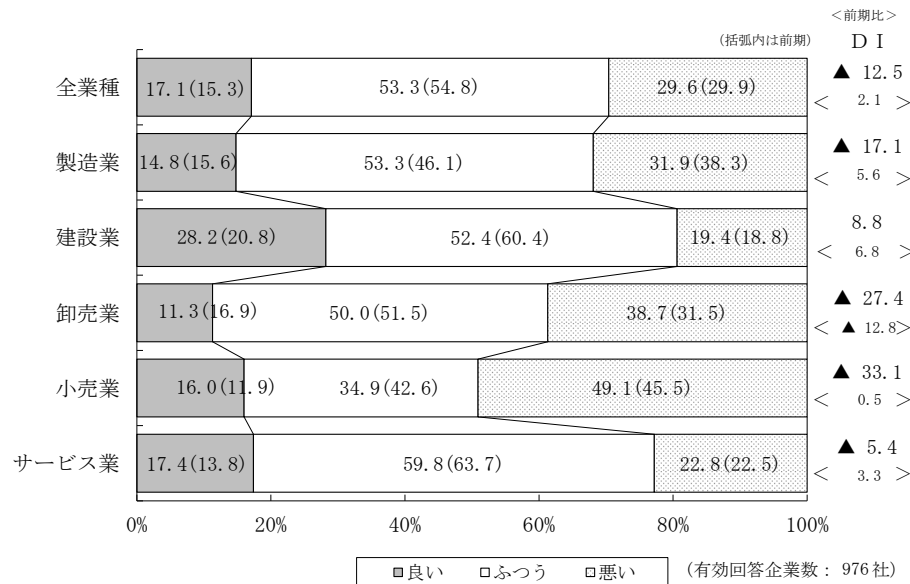 ＜前期比＞
(括弧内は前期)
ＤＩ
全業種 17.1(15.3) 53.3(54.8) 29.6(29.9) ▲ 12.5
＜ 2.1 ＞
製造業 14.8(15.6) 53.3(46.1) 31.9(38.3) ▲ 17.1
＜ 5.6 ＞
建設業 28.2(20.8) 52.4(60.4) 19.4(18.8) 8.8
＜ 6.8 ＞
卸売業 11.3(16.9) 50.0(51.5) 38.7(31.5) ▲ 27.4
＜ ▲ 12.8＞
小売業 16.0(11.9) 34.9(42.6) 49.1(45.5) ▲ 33.1
＜ 0.5 ＞
サービス業 17.4(13.8) 59.8(63.7) 22.8(22.5) ▲ 5.4
＜ 3.3 ＞
0% 20% 40% 60% 80% 100%
良い ふつう 悪い
(有効回答企業数： 976社)